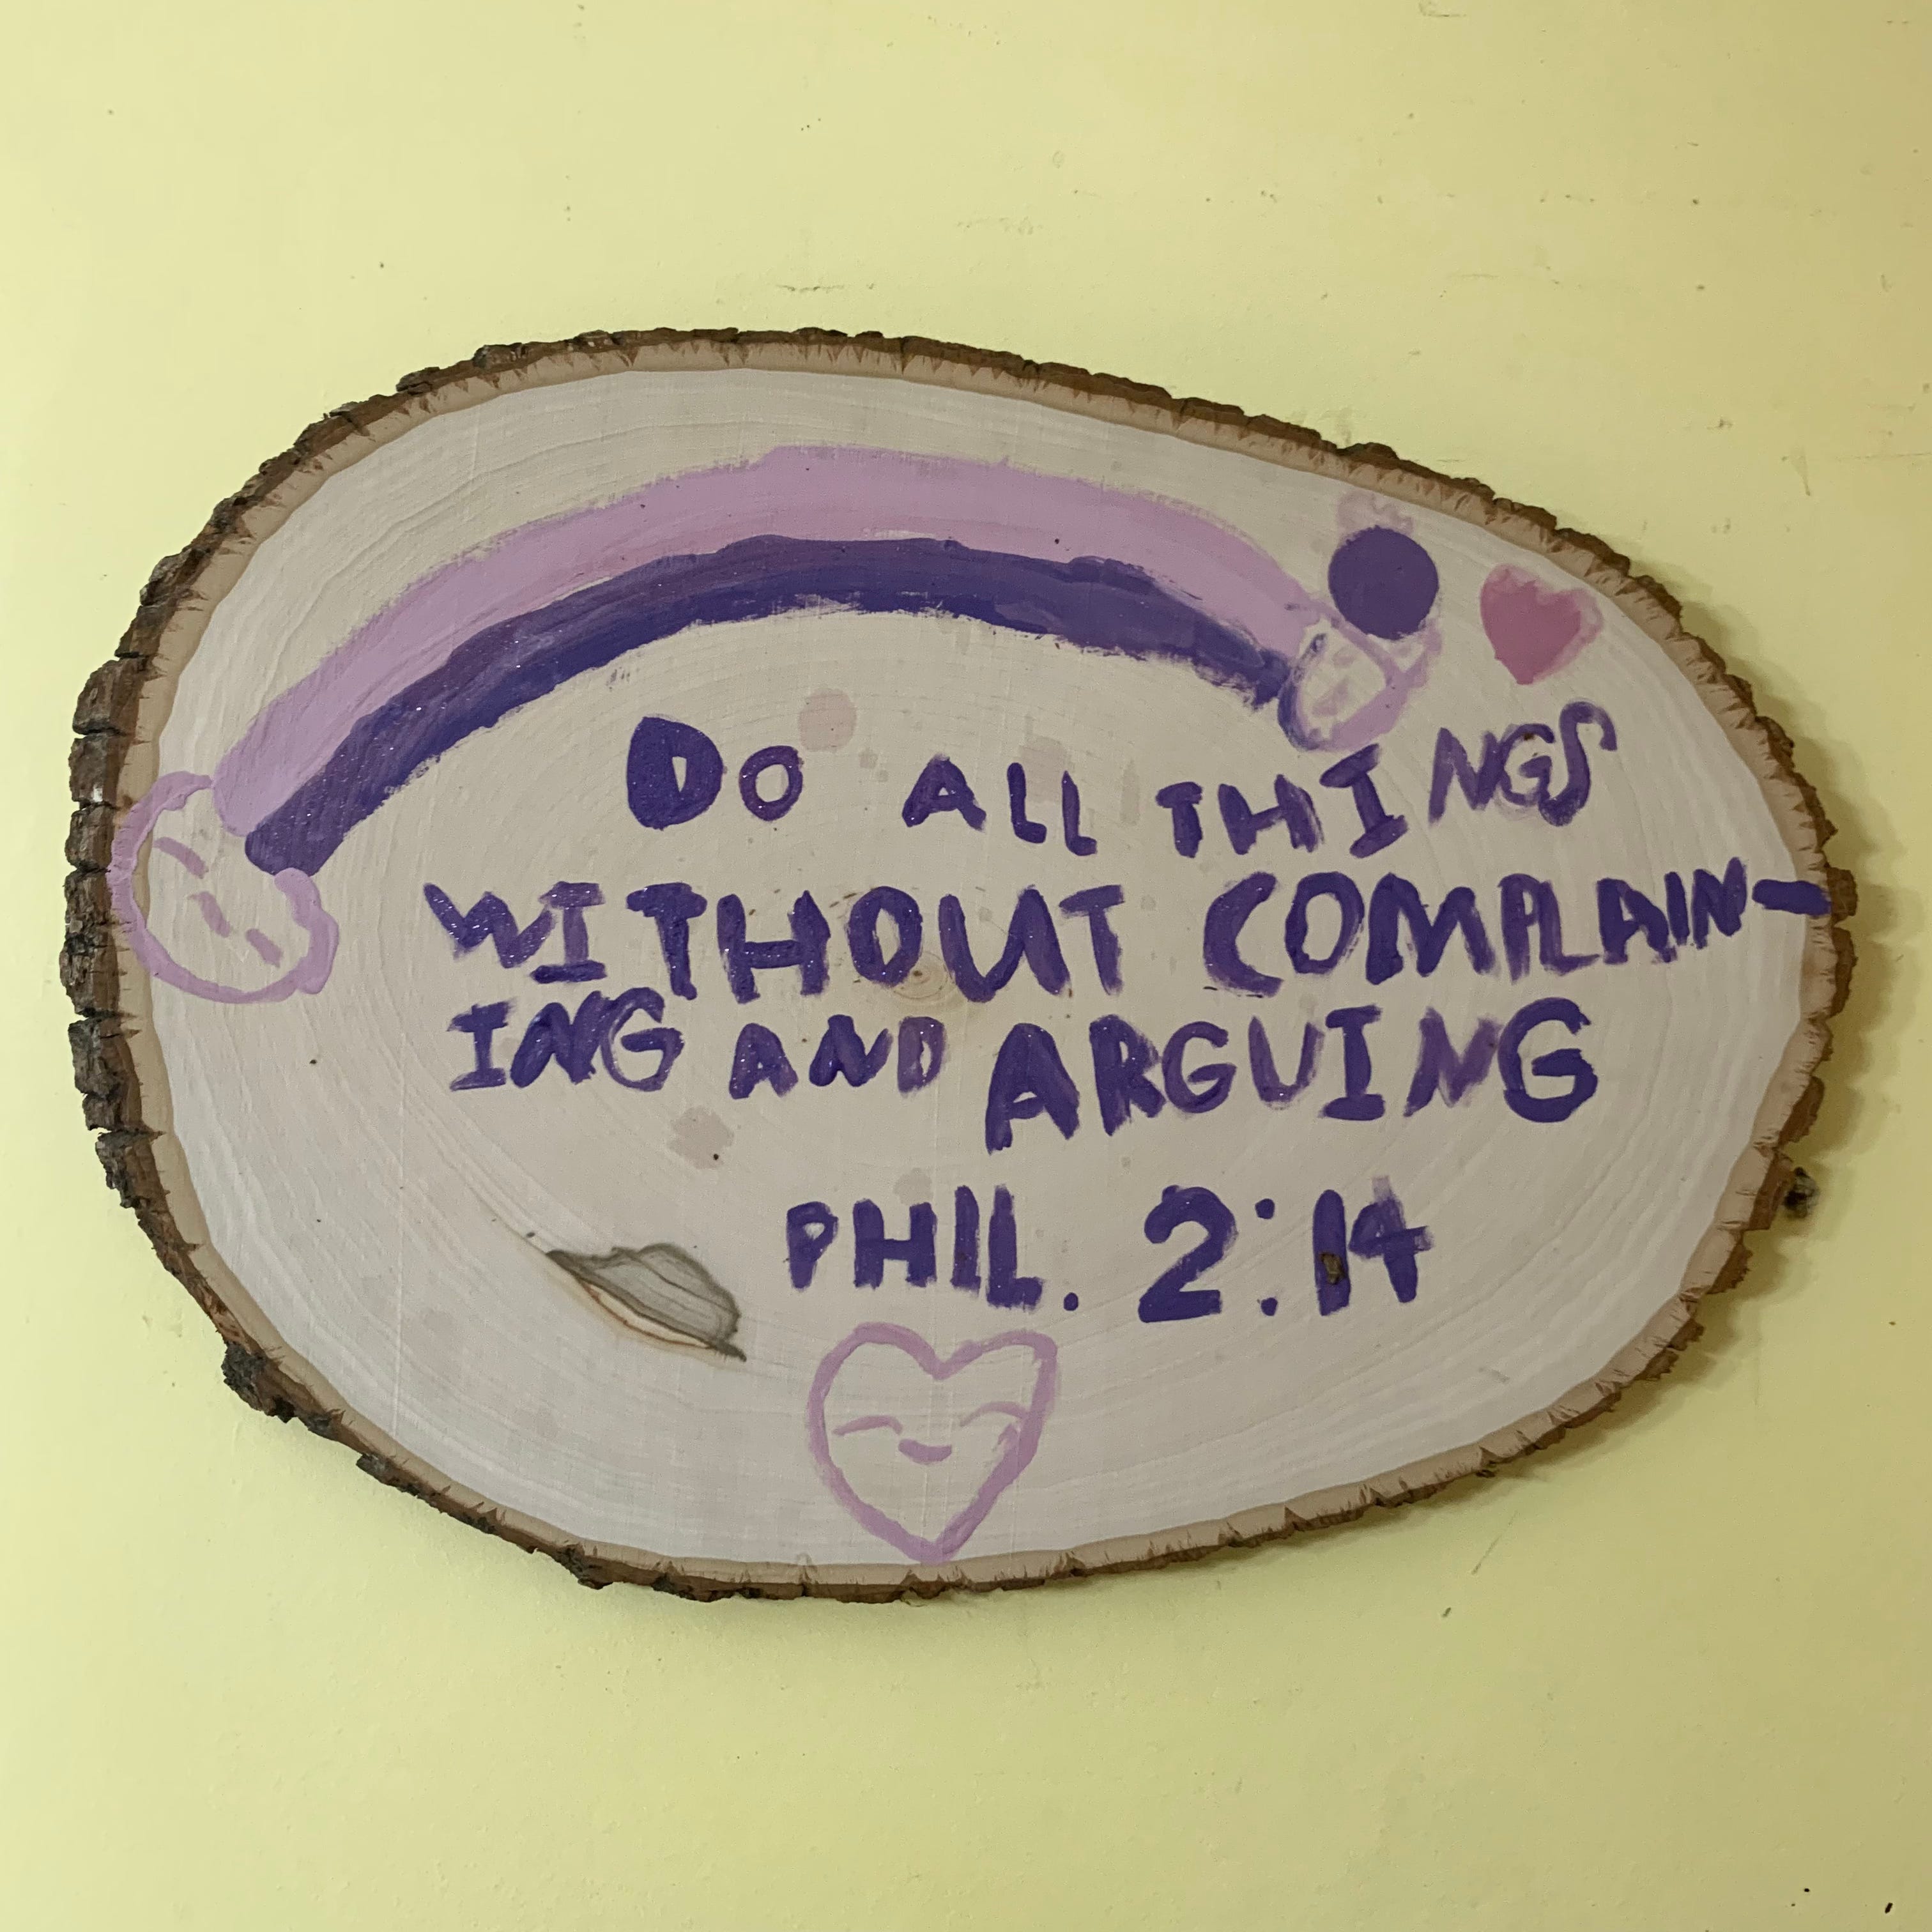 DO ALL THINGS
WITHOUT COMPLAIN-
ING AND ARGUING
PHIL. 2:14